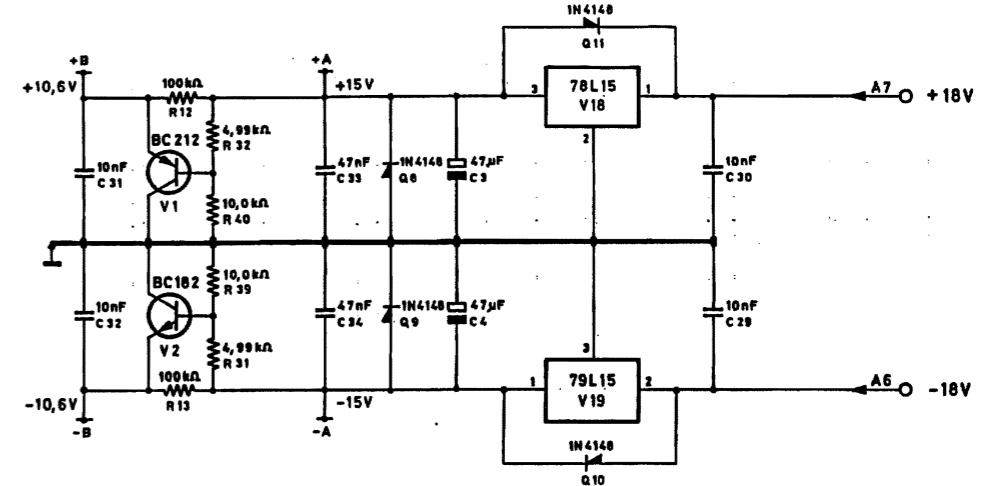 1N4148
Q11
+B
+A
+10,6V
100kΩ
R12
+15V
3
78L15
V18
1
2
A7
+18V
4,99kΩ
R32
BC212
V1
10nF
C31
10,0kΩ
R40
47nF
C33
1N4148
Q8
47µF
C3
10nF
C30
BC182
V2
10,0kΩ
R39
10nF
C32
47nF
C34
1N4148
Q9
47µF
C4
10nF
C29
4,99kΩ
R31
100kΩ
R13
-10,6V
-B
-15V
-A
3
1
79L15
V19
2
A6
-18V
1N4148
Q10